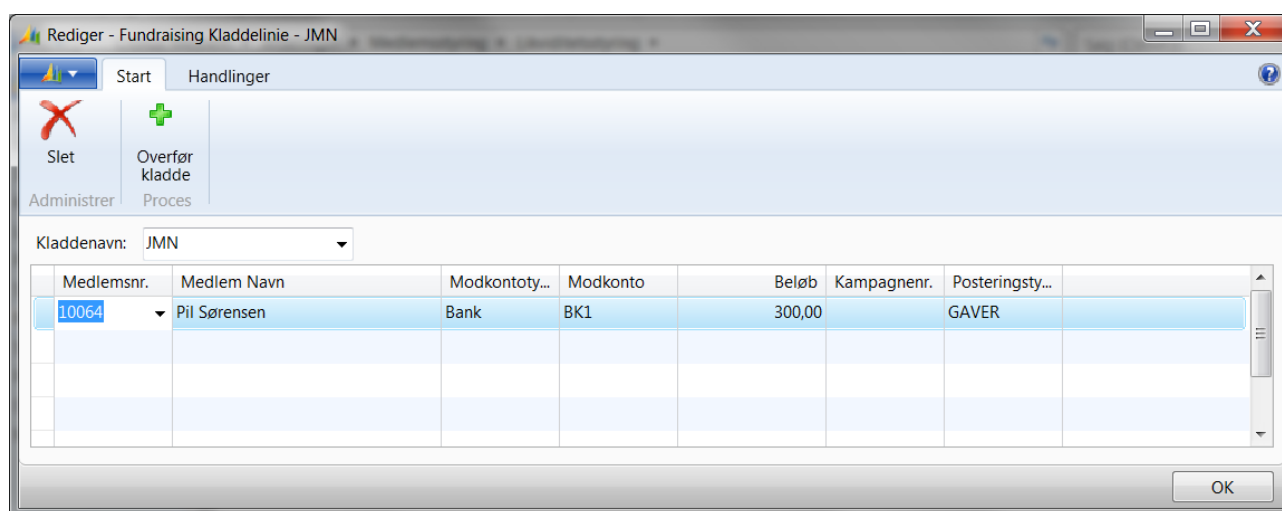 Rediger - Fundraising Kladdelinie - JMN
Start Handlinger
Slet Overfør
kladde
Administrer Proces
Kladdenavn: JMN
Medlemsnr. Medlem Navn Modkontoty... Modkonto Beløb Kampagnenr. Posteringsty...
10064 Pil Sørensen Bank BK1 300,00 GAVER
OK